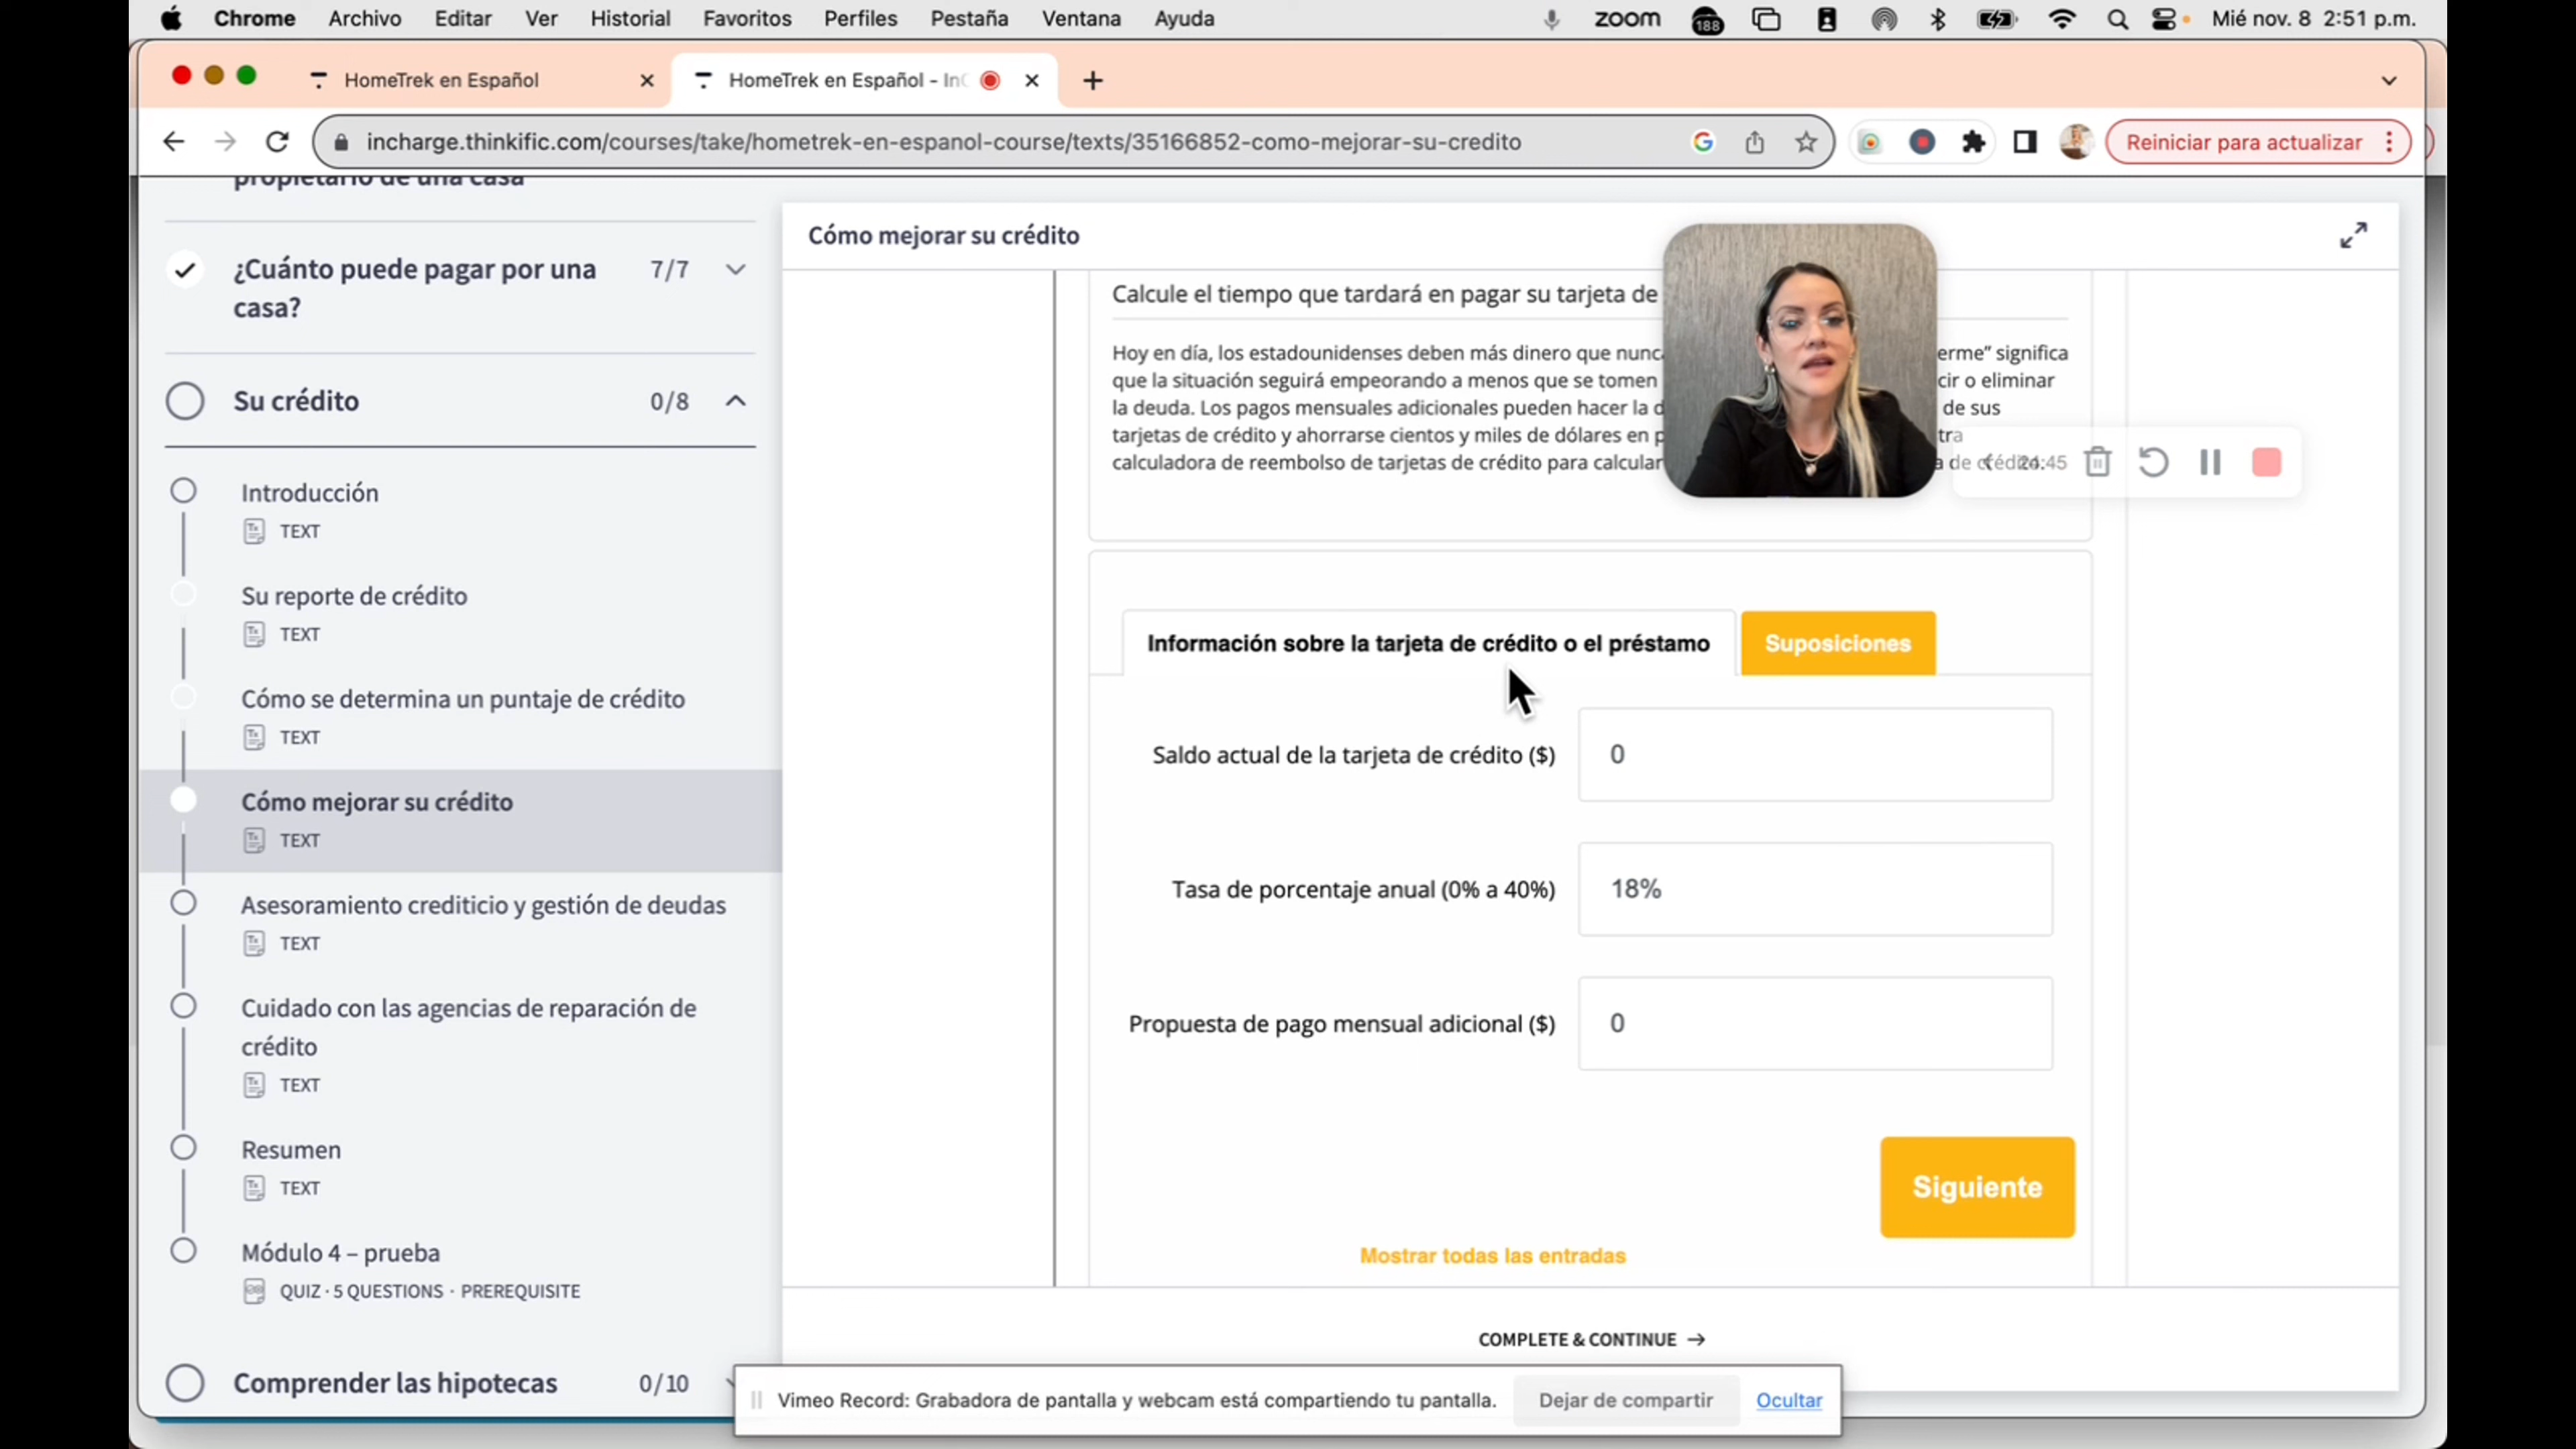 Chrome Archivo Editar Ver Historial Favoritos Perfiles Pestaña Ventana Ayuda
zoom 188 Mié nov. 8 2:51 p.m.
HomeTrek en Español
HomeTrek en Español - In
incharge.thinkific.com/courses/take/hometrek-en-espanol-course/texts/35166852-como-mejorar-su-credito
Reiniciar para actualizar
propietario de una casa
¿Cuánto puede pagar por una
casa?
7/7
Su crédito
0/8
Introducción
TEXT
Su reporte de crédito
TEXT
Cómo se determina un puntaje de crédito
TEXT
Cómo mejorar su crédito
TEXT
Asesoramiento crediticio y gestión de deudas
TEXT
Cuidado con las agencias de reparación de
crédito
TEXT
Resumen
TEXT
Módulo 4 – prueba
QUIZ · 5 QUESTIONS · PREREQUISITE
Comprender las hipotecas
0/10
Cómo mejorar su crédito
Calcule el tiempo que tardará en pagar su tarjeta de
Hoy en día, los estadounidenses deben más dinero que nunc erme” significa
que la situación seguirá empeorando a menos que se tomen cir o eliminar
la deuda. Los pagos mensuales adicionales pueden hacer la d de sus
tarjetas de crédito y ahorrarse cientos y miles de dólares en p tra
calculadora de reembolso de tarjetas de crédito para calcular a de crédito.
24:45
Información sobre la tarjeta de crédito o el préstamo
Suposiciones
Saldo actual de la tarjeta de crédito ($)
0
Tasa de porcentaje anual (0% a 40%)
18%
Propuesta de pago mensual adicional ($)
0
Siguiente
Mostrar todas las entradas
COMPLETE & CONTINUE →
Vimeo Record: Grabadora de pantalla y webcam está compartiendo tu pantalla.
Dejar de compartir
Ocultar